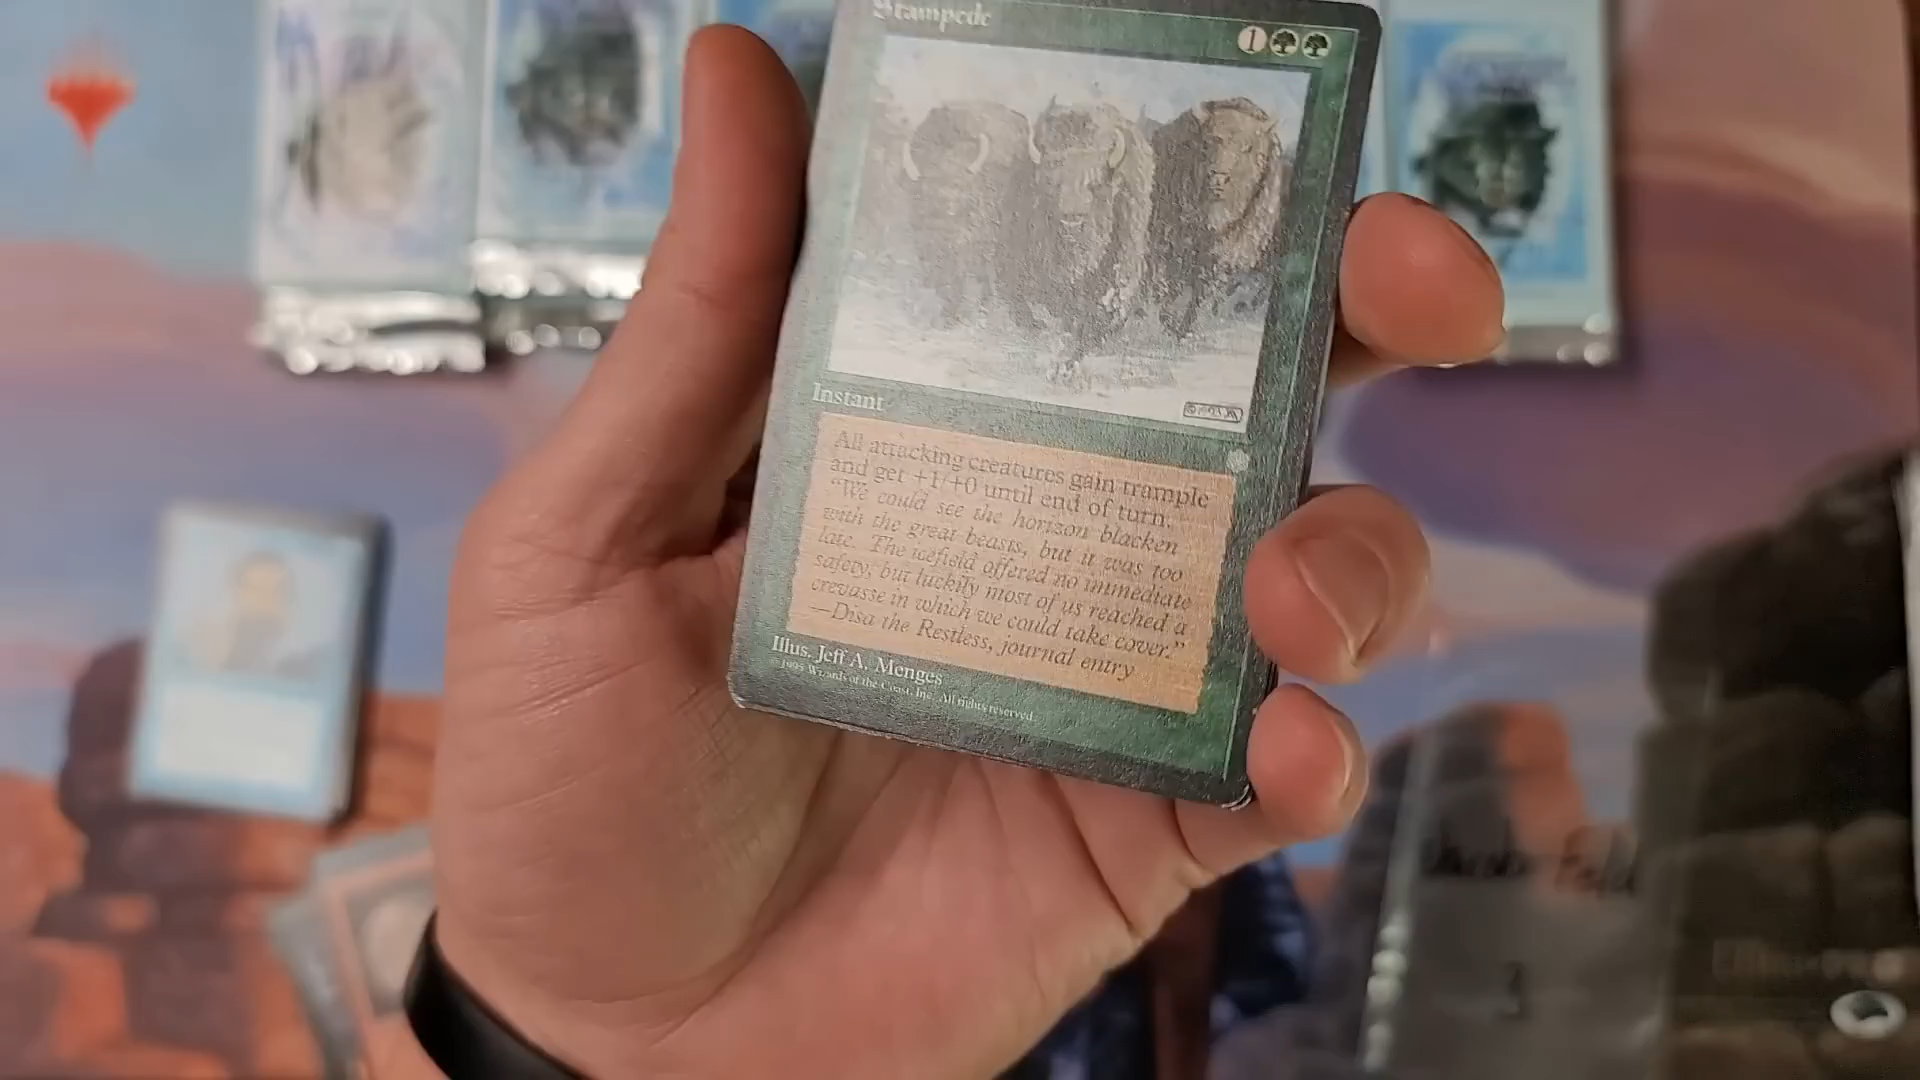 Stampede
1
Instant
All attacking creatures gain trample
and get +1/+0 until end of turn.
"We could see the horizon blacken
with the great beasts, but it was too
late. The icefield offered no immediate
safety, but luckily most of us reached a
crevasse in which we could take cover."
—Disa the Restless, journal entry
Illus. Jeff A. Menges
© 1995 Wizards of the Coast, Inc. All rights reserved.